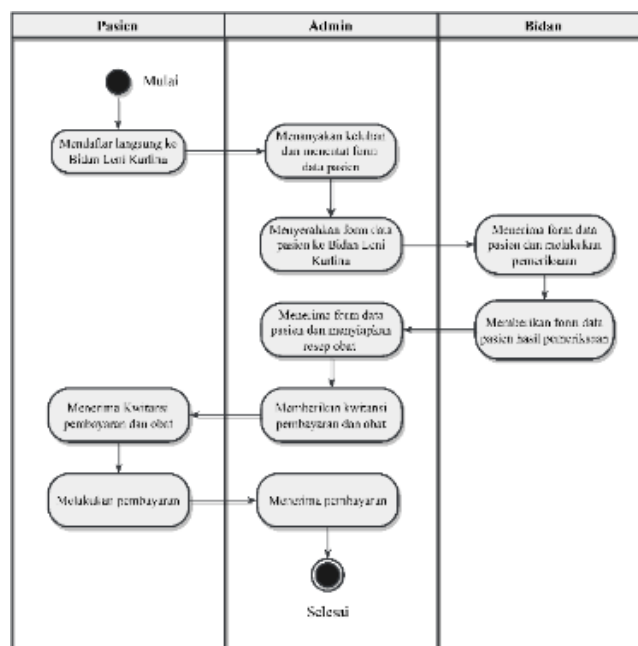 Pasien
Admin
Bidan
Mulai
Mendaftar langsung ke
Bidan Leni Kurlina
Menanyakan keluhan
dan mencatat form
data pasien
Menyerahkan form data
pasien ke Bidan Leni
Kurlina
Menerima form data
pasien dan melakukan
pemeriksaan
Memberikan form data
pasien hasil pemeriksaan
Menerima form data
pasien dan menyiapkan
resep obat
Memberikan kwitansi
pembayaran dan obat
Menerima Kwitansi
pembayaran dan obat
Melakukan pembayaran
Menerima pembayaran
Selesai